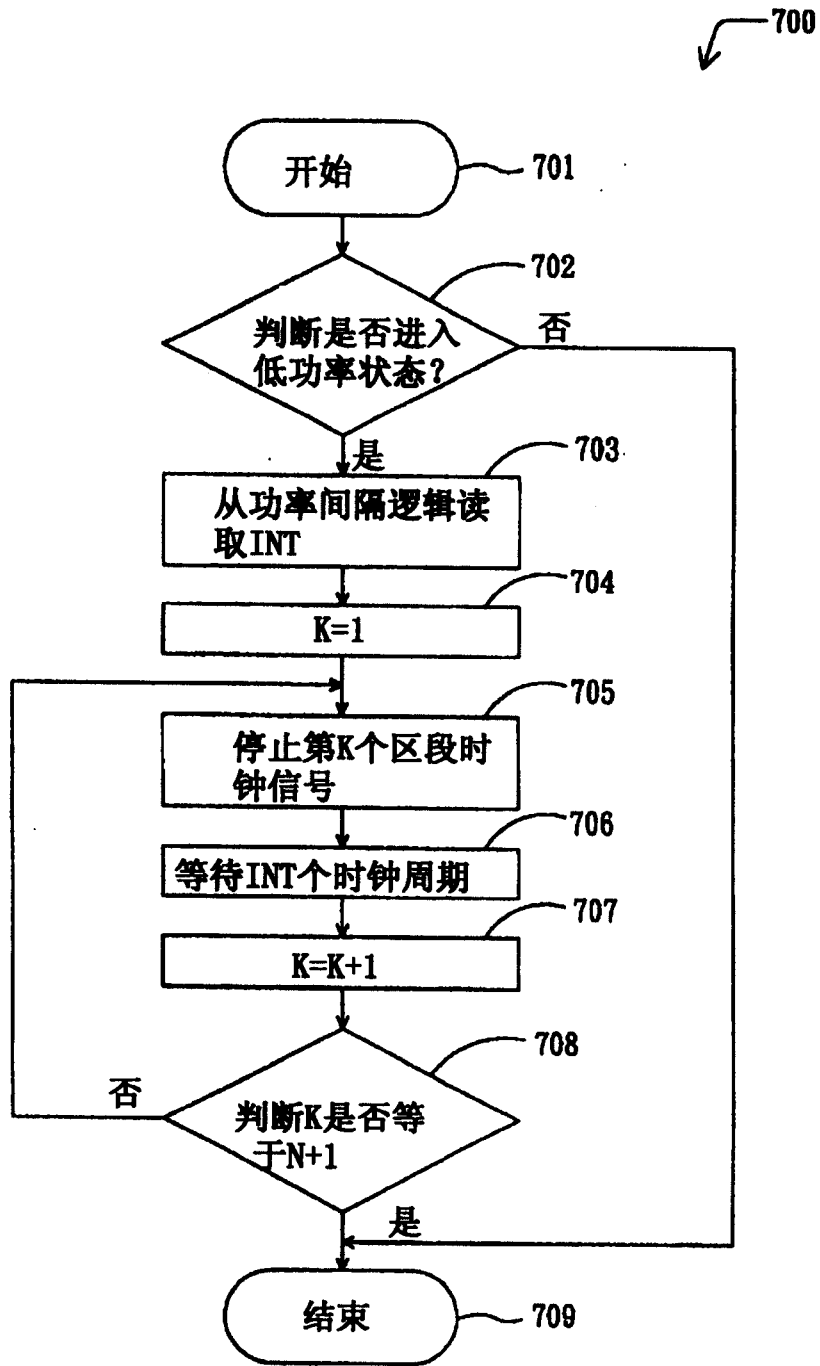 700
开始
701
702
判断是否进入
低功率状态?
否
是
703
从功率间隔逻辑读
取INT
704
K=1
705
停止第K个区段时
钟信号
706
等待INT个时钟周期
707
K=K+1
708
否
判断K是否等
于N+1
是
结束
709